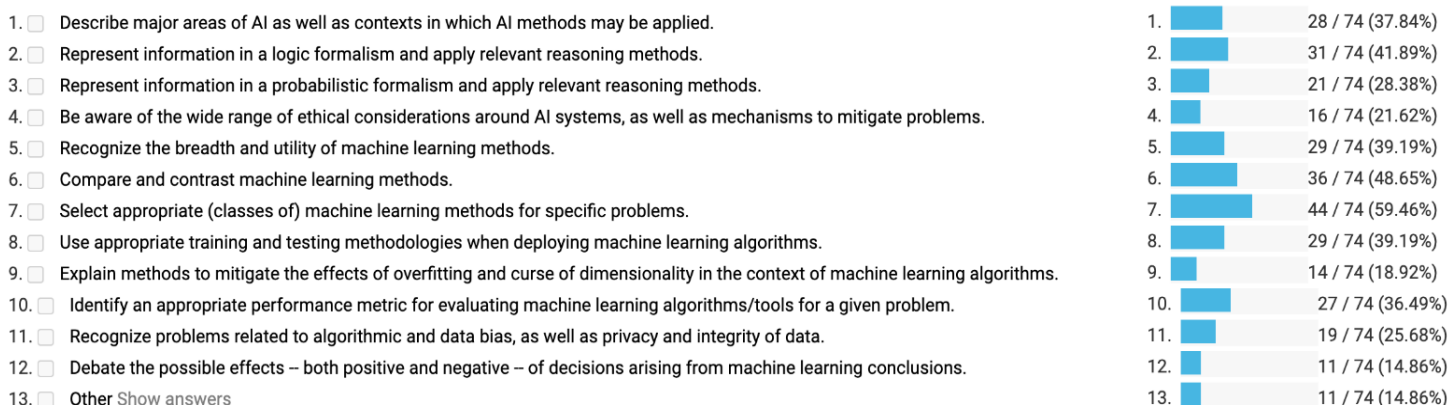 1. Describe major areas of AI as well as contexts in which AI methods may be applied. 1. 28 / 74 (37.84%)
2. Represent information in a logic formalism and apply relevant reasoning methods. 2. 31 / 74 (41.89%)
3. Represent information in a probabilistic formalism and apply relevant reasoning methods. 3. 21 / 74 (28.38%)
4. Be aware of the wide range of ethical considerations around AI systems, as well as mechanisms to mitigate problems. 4. 16 / 74 (21.62%)
5. Recognize the breadth and utility of machine learning methods. 5. 29 / 74 (39.19%)
6. Compare and contrast machine learning methods. 6. 36 / 74 (48.65%)
7. Select appropriate (classes of) machine learning methods for specific problems. 7. 44 / 74 (59.46%)
8. Use appropriate training and testing methodologies when deploying machine learning algorithms. 8. 29 / 74 (39.19%)
9. Explain methods to mitigate the effects of overfitting and curse of dimensionality in the context of machine learning algorithms. 9. 14 / 74 (18.92%)
10. Identify an appropriate performance metric for evaluating machine learning algorithms/tools for a given problem. 10. 27 / 74 (36.49%)
11. Recognize problems related to algorithmic and data bias, as well as privacy and integrity of data. 11. 19 / 74 (25.68%)
12. Debate the possible effects -- both positive and negative -- of decisions arising from machine learning conclusions. 12. 11 / 74 (14.86%)
13. Other Show answers 13. 11 / 74 (14.86%)